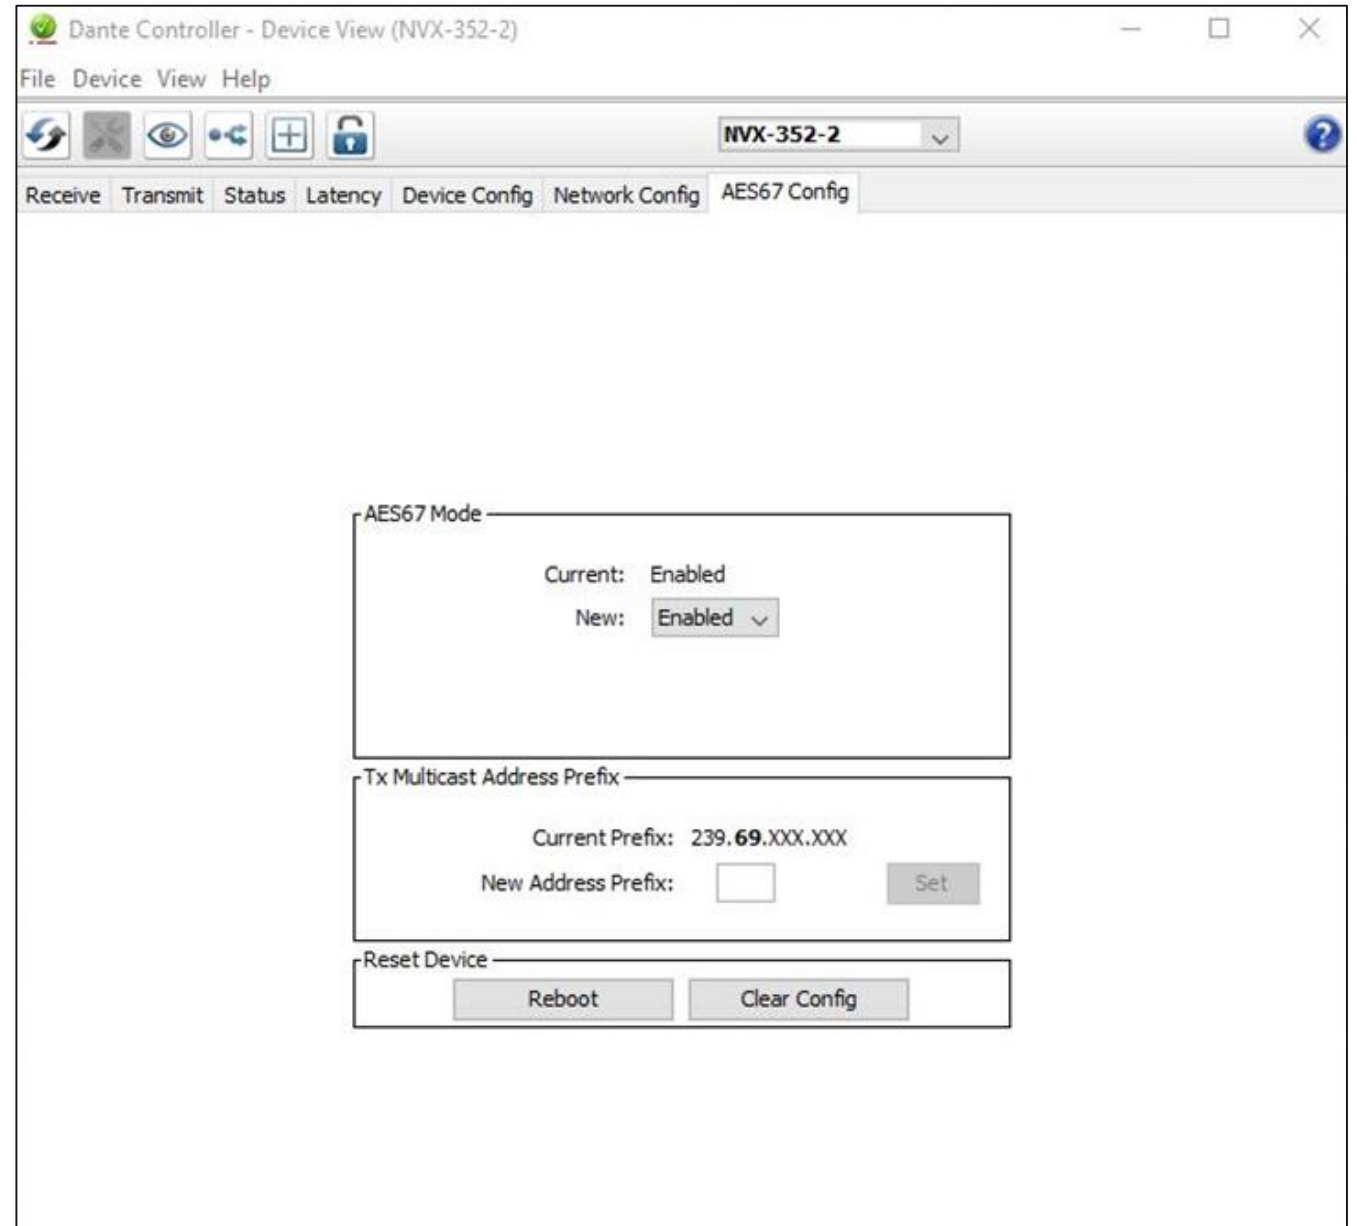 Dante Controller - Device View (NVX-352-2)
File Device View Help
NVX-352-2
Receive Transmit Status Latency Device Config Network Config AES67 Config
AES67 Mode
Current: Enabled
New: Enabled
Tx Multicast Address Prefix
Current Prefix: 239.69.XXX.XXX
New Address Prefix: Set
Reset Device
Reboot Clear Config